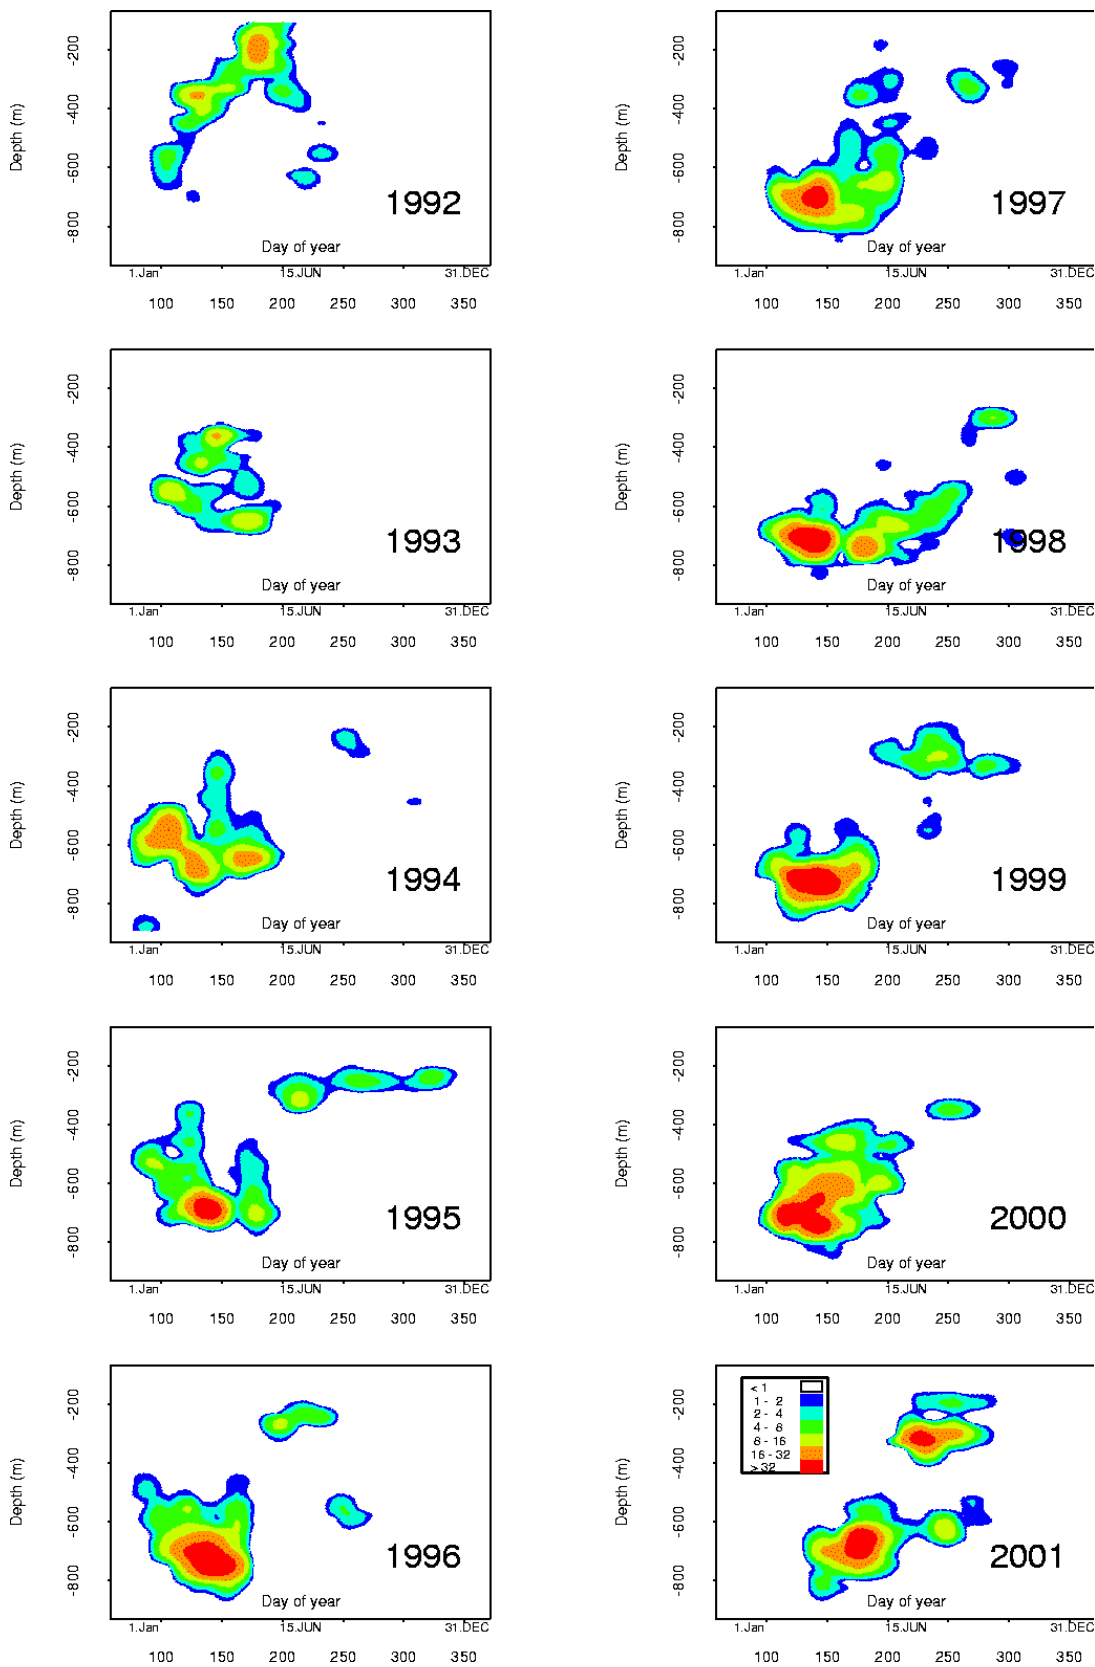 -200
-400
-600
-800
Depth (m)
1992
Day of year
1.Jan
15.JUN
31.DEC
100 150 200 250 300 350
-200
-400
-600
-800
Depth (m)
1997
Day of year
1.Jan
15.JUN
31.DEC
100 150 200 250 300 350
-200
-400
-600
-800
Depth (m)
1993
Day of year
1.Jan
15.JUN
31.DEC
100 150 200 250 300 350
-200
-400
-600
-800
Depth (m)
1998
Day of year
1.Jan
15.JUN
31.DEC
100 150 200 250 300 350
-200
-400
-600
-800
Depth (m)
1994
Day of year
1.Jan
15.JUN
31.DEC
100 150 200 250 300 350
-200
-400
-600
-800
Depth (m)
1999
Day of year
1.Jan
15.JUN
31.DEC
100 150 200 250 300 350
-200
-400
-600
-800
Depth (m)
1995
Day of year
1.Jan
15.JUN
31.DEC
100 150 200 250 300 350
-200
-400
-600
-800
Depth (m)
2000
Day of year
1.Jan
15.JUN
31.DEC
100 150 200 250 300 350
-200
-400
-600
-800
Depth (m)
1996
Day of year
1.Jan
15.JUN
31.DEC
100 150 200 250 300 350
-200
-400
-600
-800
Depth (m)
< 1
1 - 2
2 - 4
4 - 8
8 - 16
16 - 32
> 32
2001
Day of year
1.Jan
15.JUN
31.DEC
100 150 200 250 300 350